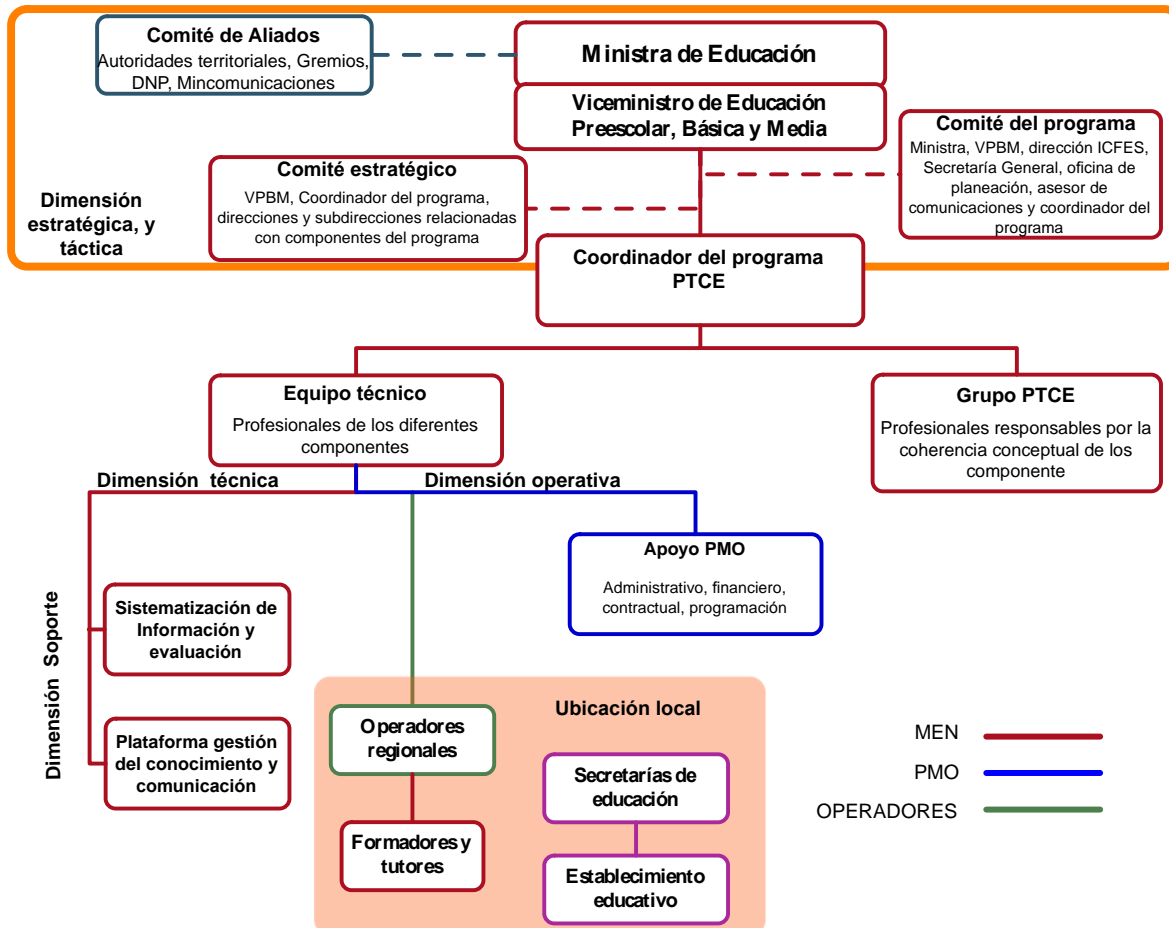 Comité de Aliados
Autoridades territoriales, Gremios,
DNP, Mincomunicaciones
Ministra de Educación
Viceministro de Educación
Preescolar, Básica y Media
Comité del programa
Ministra, VPBM, dirección ICFES,
Secretaría General, oficina de
planeación, asesor de
comunicaciones y coordinador del
programa
Comité estratégico
VPBM, Coordinador del programa,
direcciones y subdirecciones relacionadas
con componentes del programa
Dimensión
estratégica, y
táctica
Coordinador del programa
PTCE
Equipo técnico
Profesionales de los diferentes
componentes
Grupo PTCE
Profesionales responsables por la
coherencia conceptual de los
componente
Dimensión técnica
Dimensión operativa
Apoyo PMO
Administrativo, financiero,
contractual, programación
Dimensión Soporte
Sistematización de
Información y
evaluación
Plataforma gestión
del conocimiento y
comunicación
Ubicación local
Operadores
regionales
Formadores y
tutores
Secretarías de
educación
Establecimiento
educativo
MEN
PMO
OPERADORES